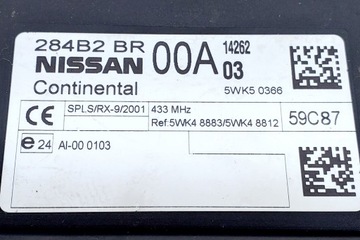 284B2 BR 00A 14262
NISSAN 03
Continental 5WK5 0366
CE SPLS/RX-9/2001 433 MHz
Ref:5WK4 8883/5WK4 8812 59C87
e 24 AI-00 0103